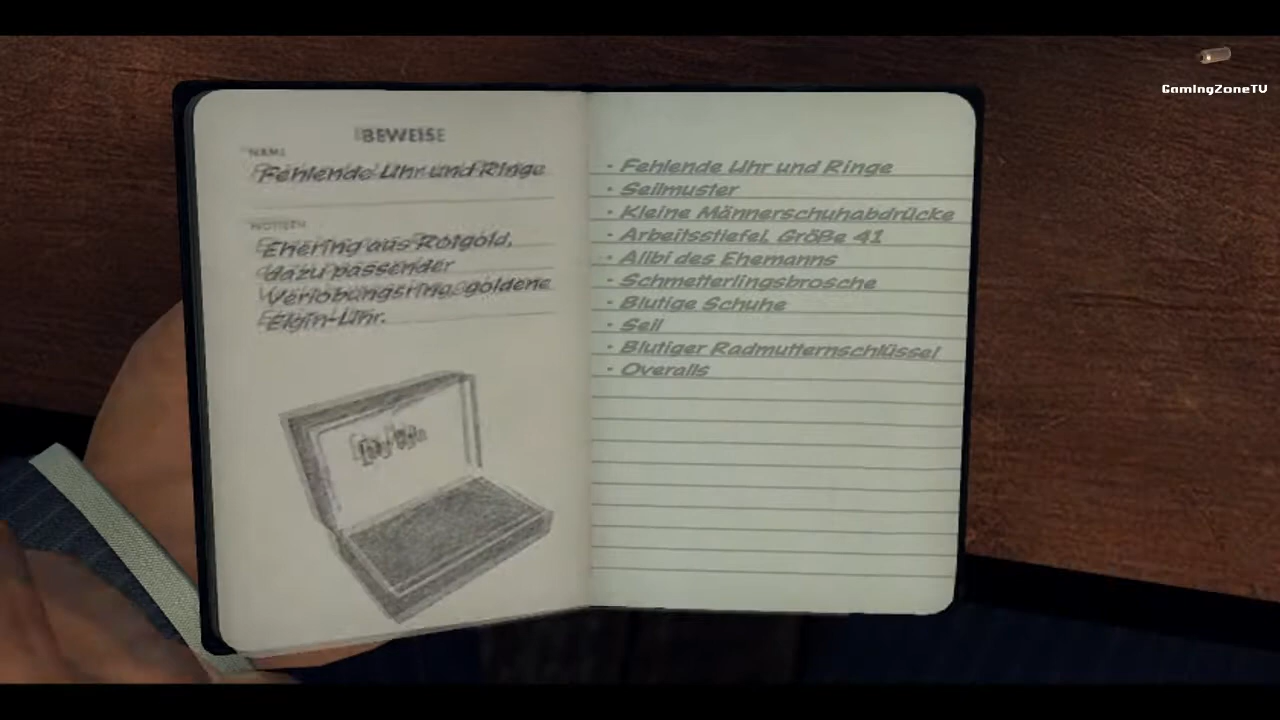 GamingZoneTV
BEWEISE
NAME
Fehlende Uhr und Ringe
NOTIZEN
Ehering aus Rotgold,
dazu passender
Verlobungsring, goldene
Elgin-Uhr.
• Fehlende Uhr und Ringe
• Seilmuster
• Kleine Männerschuhabdrücke
• Arbeitsstiefel, Größe 41
• Alibi des Ehemanns
• Schmetterlingsbrosche
• Blutige Schuhe
• Seil
• Blutiger Radmutternschlüssel
• Overalls